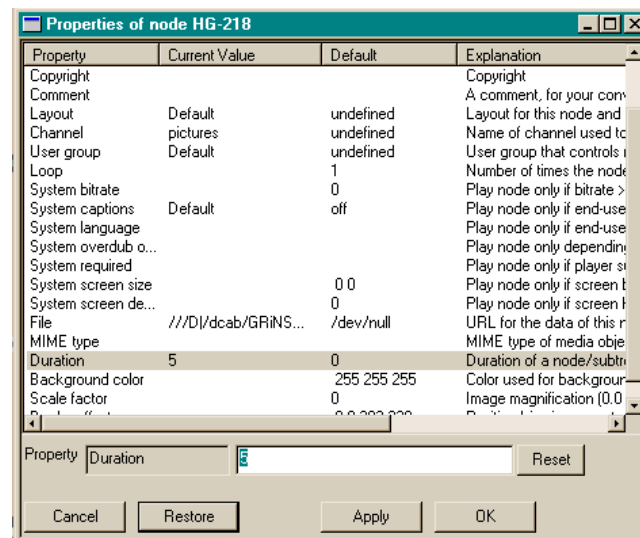 Properties of node HG-218
Property Current Value Default Explanation
Copyright Copyright
Comment A comment, for your conv
Layout Default undefined Layout for this node and
Channel pictures undefined Name of channel used to
User group Default undefined User group that controls
Loop 1 Number of times the node
System bitrate 0 Play node only if bitrate >
System captions Default off Play node only if end-use
System language Play node only if end-use
System overdub o... Play node only depending
System required Play node only if player s
System screen size 0 0 Play node only if screen
System screen de... 0 Play node only if screen
File ///D|/dcab/GRiNS... /dev/null URL for the data of this
MIME type MIME type of media obje
Duration 5 0 Duration of a node/subtr
Background color 255 255 255 Color used for backgroun
Scale factor 0 Image magnification (0.0
Property Duration 5 Reset
Cancel Restore Apply OK